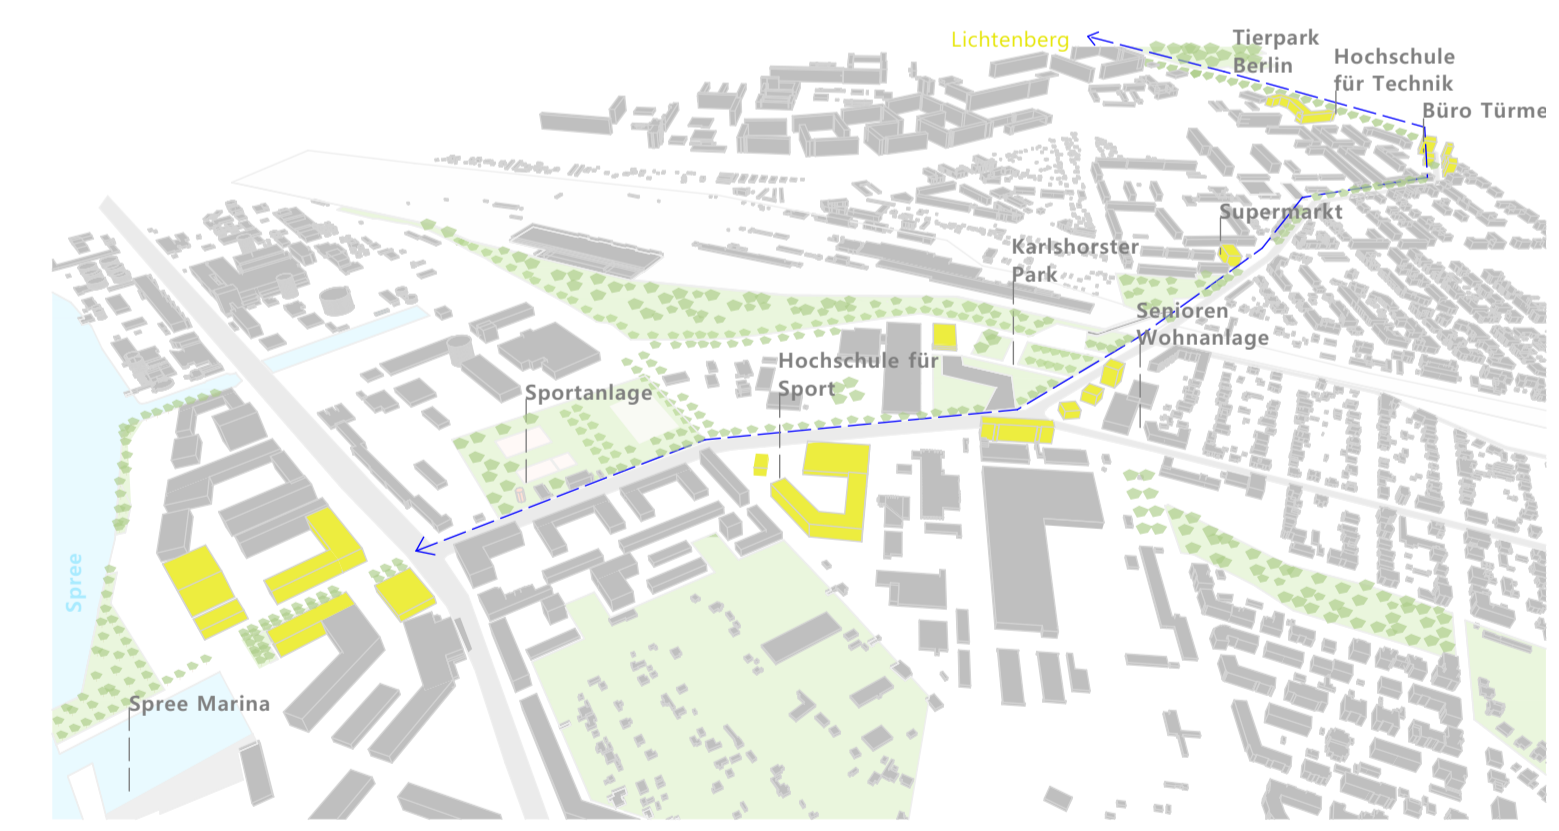 Lichtenberg
Tierpark
Berlin
Hochschule
für Technik
Büro Türme
Supermarkt
Karlshorster
Park
Senioren
Wohnanlage
Hochschule für
Sport
Sportanlage
Spree
Spree Marina